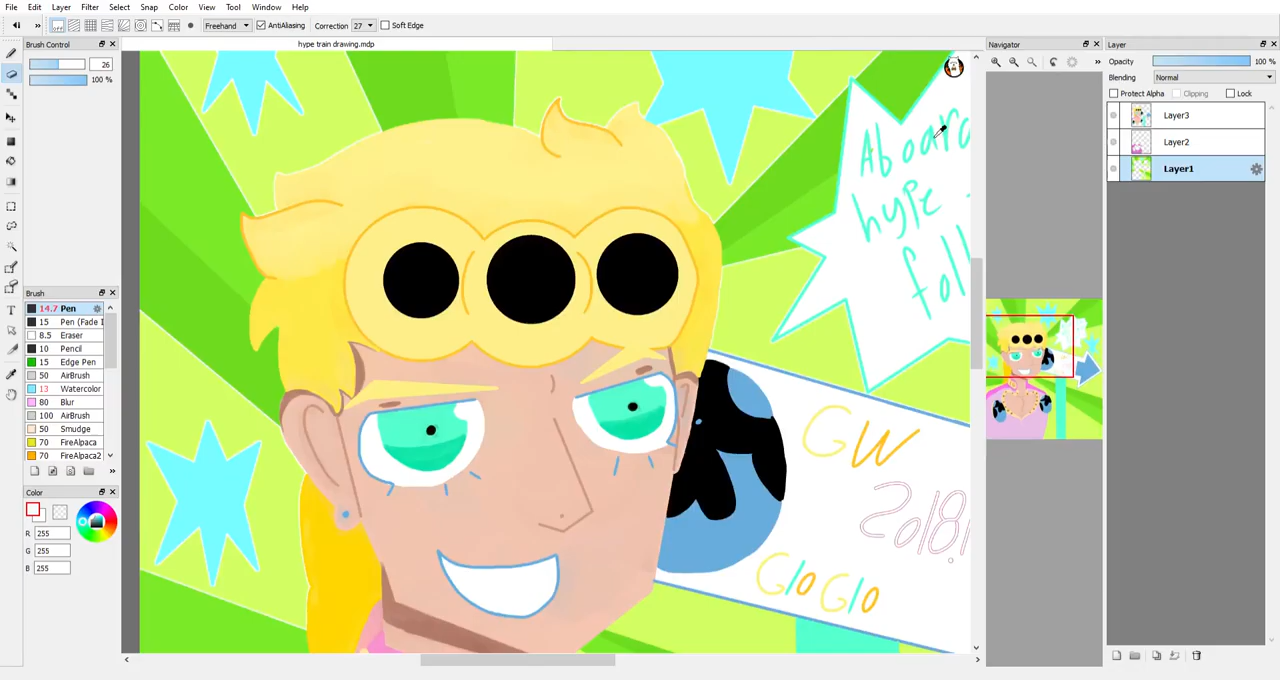 File Edit Layer Filter Select Snap Color View Tool Window Help
Freehand AntiAliasing Correction 27 Soft Edge
Brush Control
26
100 %
hype train drawing.mdp
Navigator
Layer
Opacity 100 %
Blending Normal
Protect Alpha Clipping Lock
Layer3
Layer2
Layer1
Aboard
hype
foll
GW
2018!
GioGio
Brush
14.7 Pen
15 Pen (Fade I
8.5 Eraser
10 Pencil
15 Edge Pen
50 AirBrush
13 Watercolor
80 Blur
100 AirBrush
50 Smudge
70 FireAlpaca
70 FireAlpaca2
Color
R 255
G 255
B 255